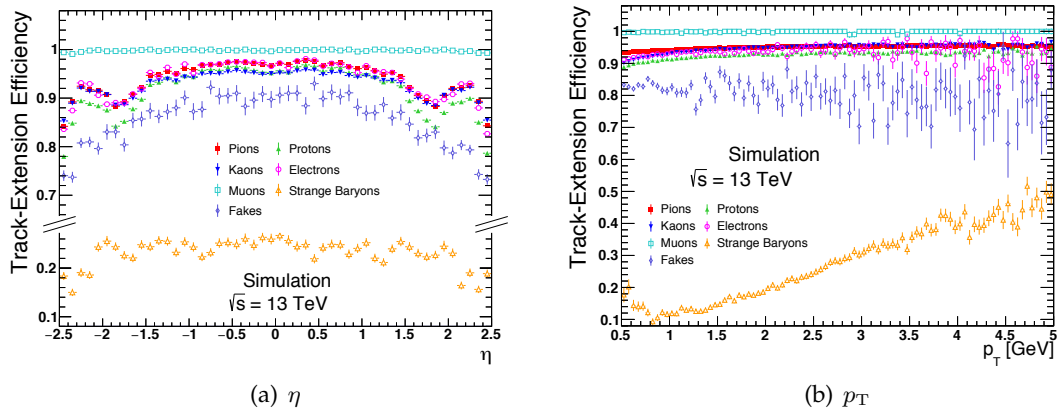 Track-Extension Efficiency
1
0.9
0.8
0.7
0.2
0.1
Pions
Protons
Kaons
Electrons
Muons
Strange Baryons
Fakes
Simulation
√s = 13 TeV
−2.5 −2 −1.5 −1 −0.5 0 0.5 1 1.5 2 2.5
η
(a) η
Track-Extension Efficiency
1
0.9
0.8
0.7
0.6
0.5
0.4
0.3
0.2
0.1
Simulation
√s = 13 TeV
Pions
Protons
Kaons
Electrons
Muons
Strange Baryons
Fakes
0.5 1 1.5 2 2.5 3 3.5 4 4.5 5
p_T [GeV]
(b) p_T